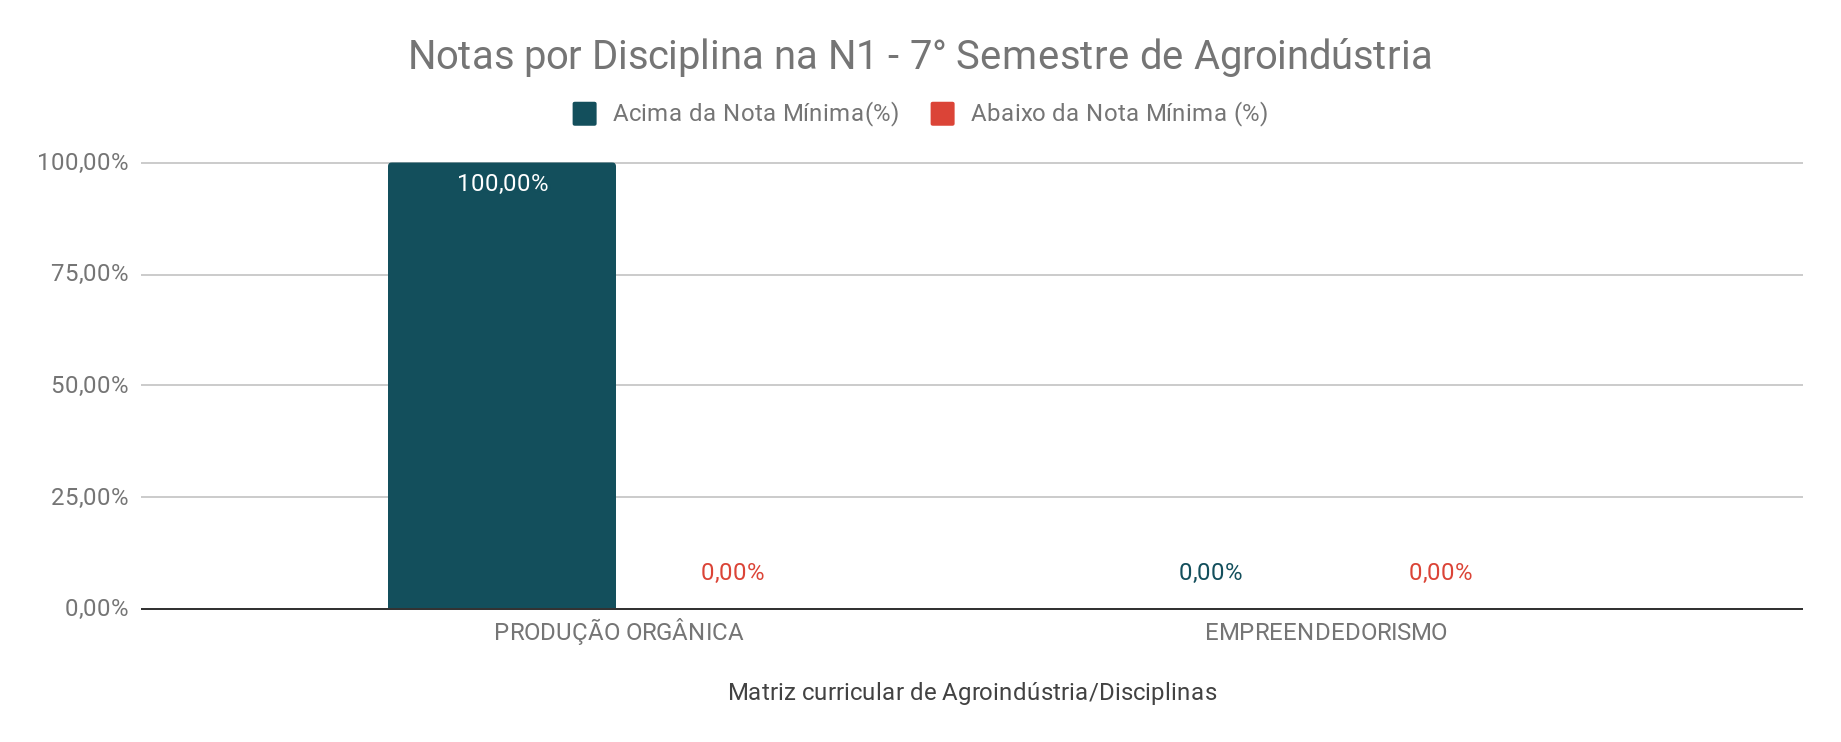 Notas por Disciplina na N1 - 7° Semestre de Agroindústria
Acima da Nota Mínima(%)
Abaixo da Nota Mínima (%)
100,00%
75,00%
50,00%
25,00%
0,00%
100,00%
0,00%
0,00%
0,00%
PRODUÇÃO ORGÂNICA
EMPREENDEDORISMO
Matriz curricular de Agroindústria/Disciplinas